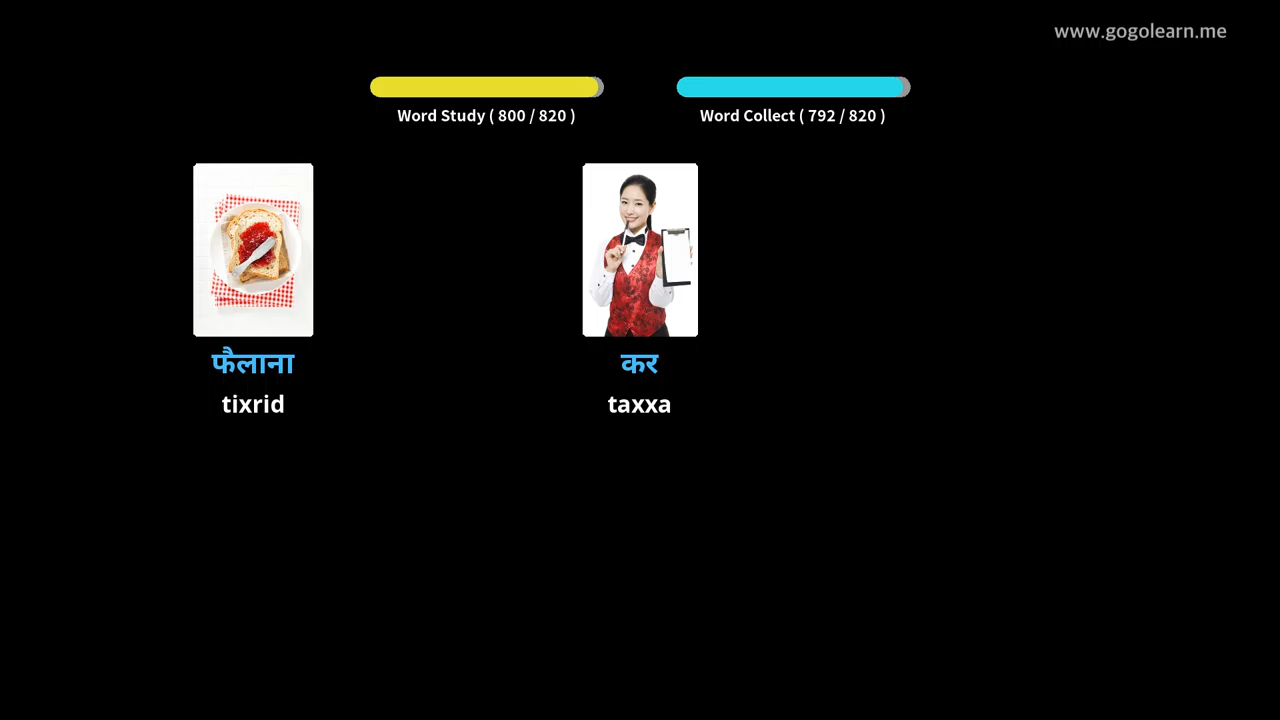 www.gogolearn.me
Word Study ( 800 / 820 )
Word Collect ( 792 / 820 )
फैलाना
कर
tixrid
taxxa